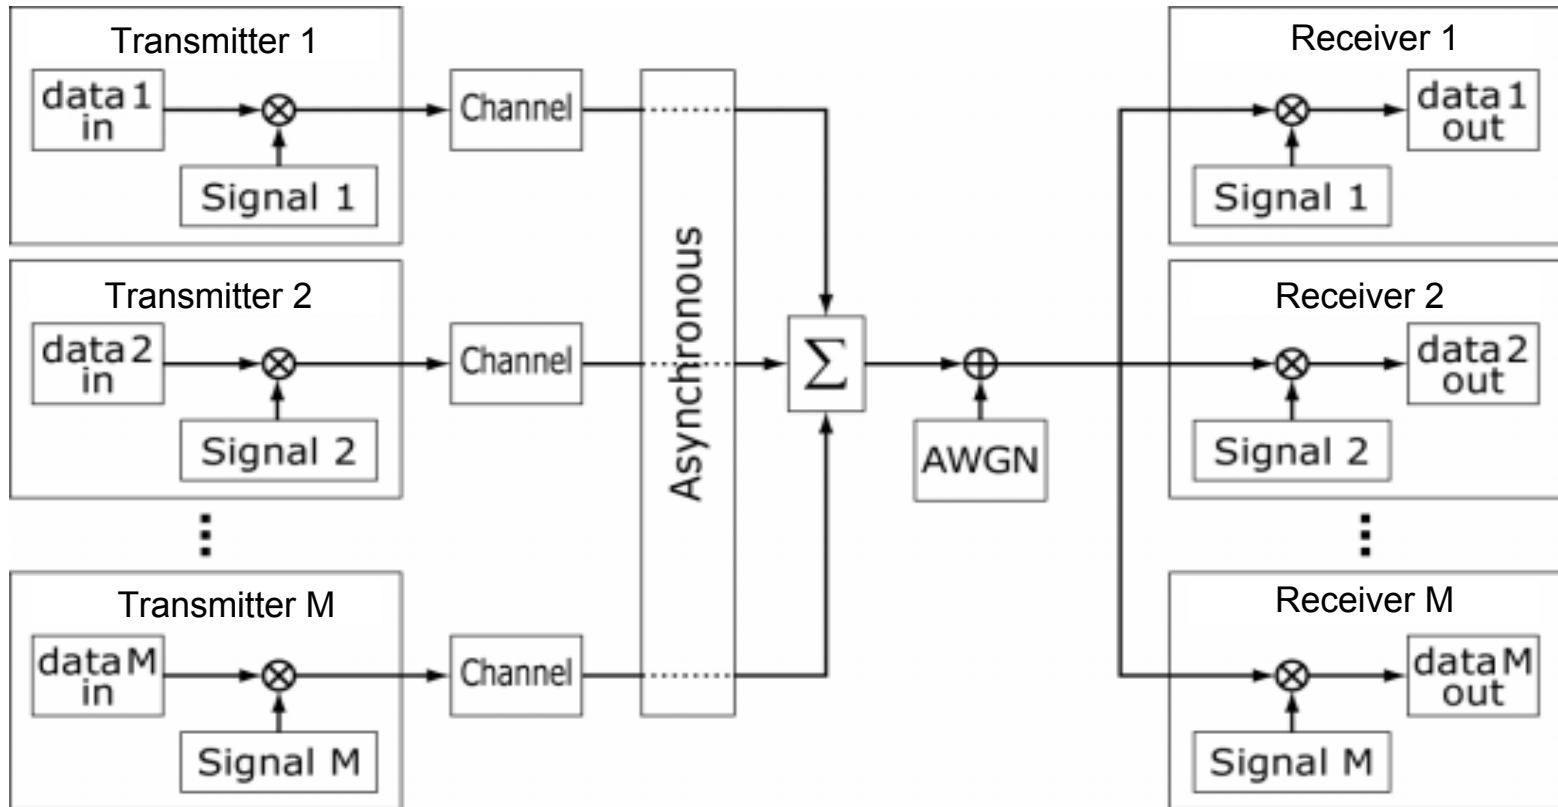 Transmitter 1
data1
in
Signal 1
Channel
Transmitter 2
data2
in
Signal 2
Channel
Transmitter M
dataM
in
Signal M
Channel
Asynchronous
Σ
AWGN
Receiver 1
data1
out
Signal 1
Receiver 2
data2
out
Signal 2
Receiver M
dataM
out
Signal M